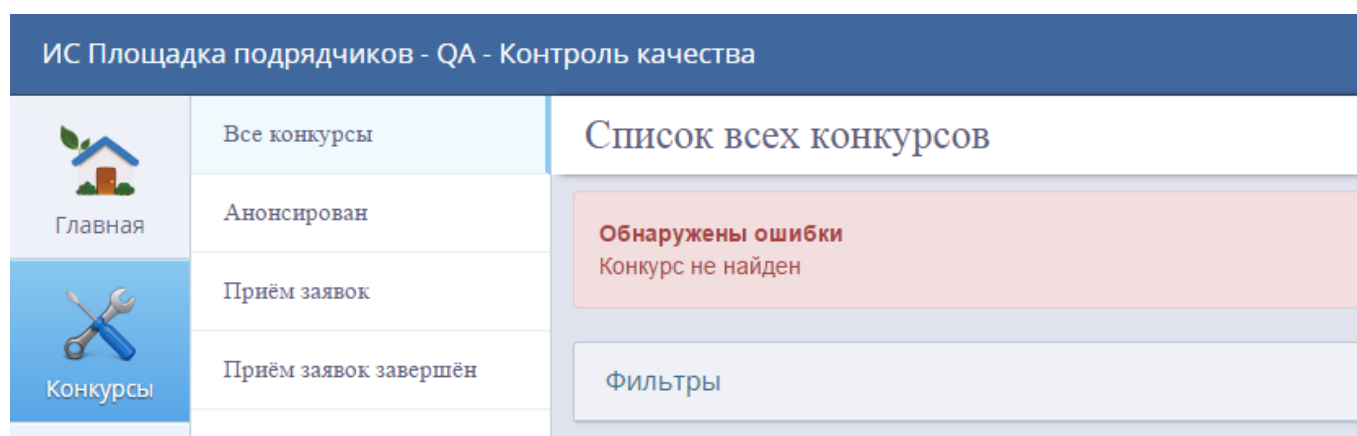 ИС Площадка подрядчиков - QA - Контроль качества
Главная
Конкурсы
Все конкурсы
Анонсирован
Приём заявок
Приём заявок завершён
Список всех конкурсов
Обнаружены ошибки
Конкурс не найден
Фильтры